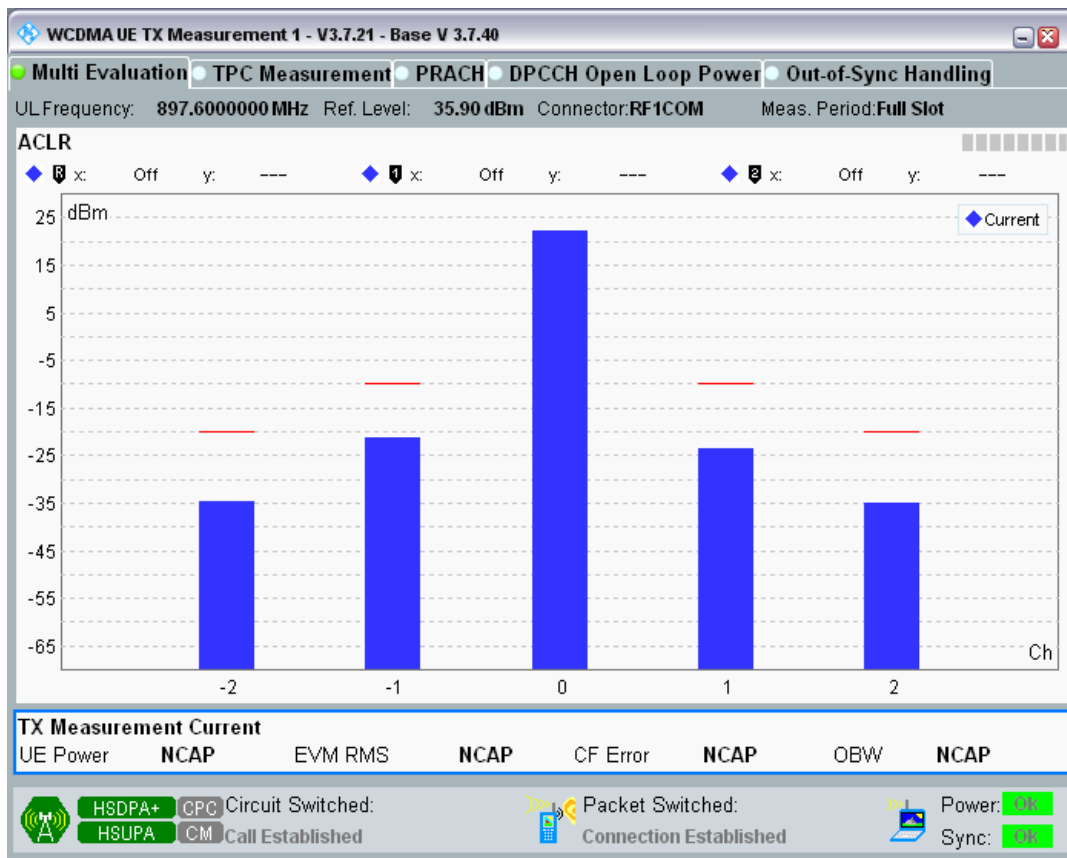 WCDMA UE TX Measurement 1 - V3.7.21 - Base V 3.7.40
Multi Evaluation TPC Measurement PRACH DPCCH Open Loop Power Out-of-Sync Handling
UL Frequency: 897.6000000 MHz Ref. Level: 35.90 dBm Connector: RF1COM Meas. Period: Full Slot
ACLR
R x: Off y: --- 1 x: Off y: --- 2 x: Off y: ---
dBm
Current
25
15
5
-5
-15
-25
-35
-45
-55
-65
Ch
-2 -1 0 1 2
TX Measurement Current
UE Power NCAP EVM RMS NCAP CF Error NCAP OBW NCAP
HSDPA+ CPC Circuit Switched: Packet Switched: Power: Ok
HSUPA CM Call Established Connection Established Sync: Ok